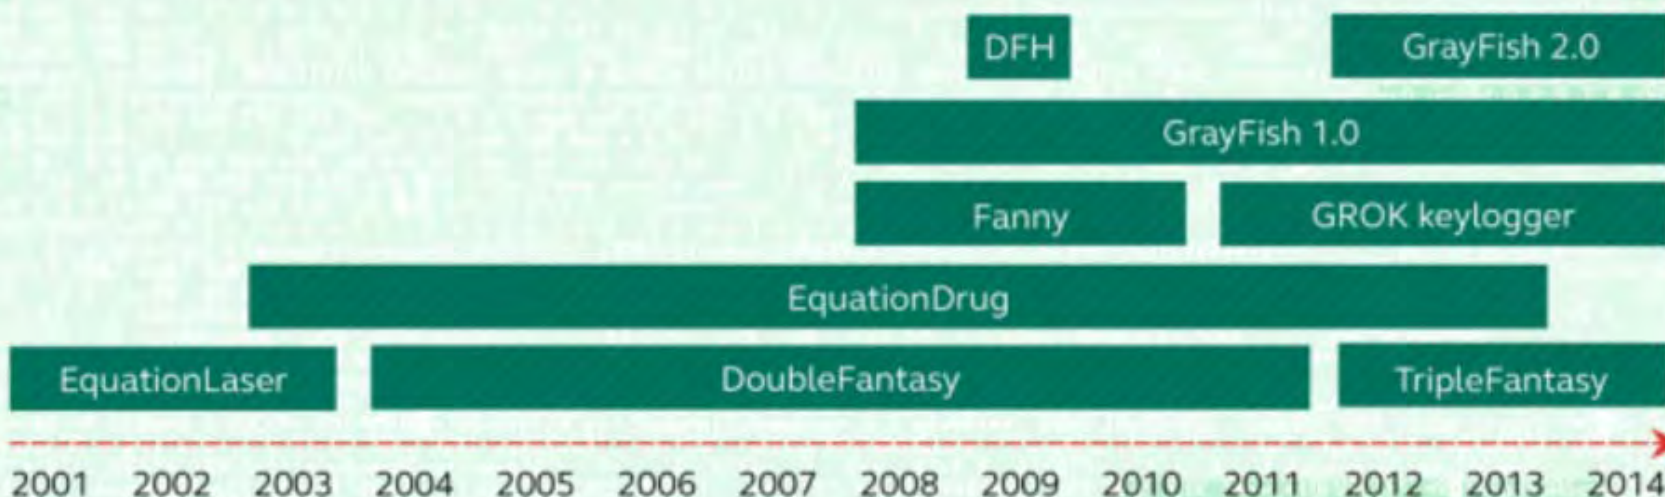 DFH GrayFish 2.0
GrayFish 1.0
Fanny GROK keylogger
EquationDrug
EquationLaser DoubleFantasy TripleFantasy
2001 2002 2003 2004 2005 2006 2007 2008 2009 2010 2011 2012 2013 2014